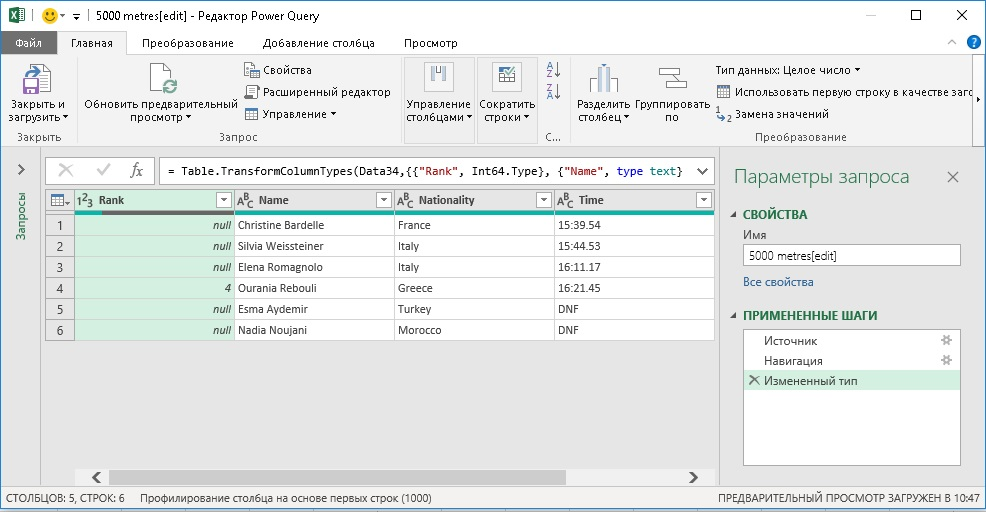 5000 metres[edit] - Редактор Power Query
Файл Главная Преобразование Добавление столбца Просмотр
Закрыть и загрузить
Закрыть
Обновить предварительный просмотр
Свойства
Расширенный редактор
Управление
Запрос
Управление столбцами
Сократить строки
С...
Разделить столбец
Группировать по
Тип данных: Целое число
Использовать первую строку в качестве заго
Замена значений
Преобразование
Запросы
= Table.TransformColumnTypes(Data34,{{"Rank", Int64.Type}, {"Name", type text}
Rank Name Nationality Time
1 null Christine Bardelle France 15:39.54
2 null Silvia Weissteiner Italy 15:44.53
3 null Elena Romagnolo Italy 16:11.17
4 4 Ourania Rebouli Greece 16:21.45
5 null Esma Aydemir Turkey DNF
6 null Nadia Noujani Morocco DNF
Параметры запроса
СВОЙСТВА
Имя
5000 metres[edit]
Все свойства
ПРИМЕНЕННЫЕ ШАГИ
Источник
Навигация
Измененный тип
СТОЛБЦОВ: 5, СТРОК: 6 Профилирование столбца на основе первых строк (1000) ПРЕДВАРИТЕЛЬНЫЙ ПРОСМОТР ЗАГРУЖЕН В 10:47